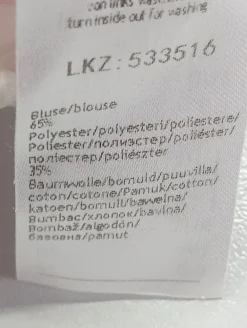 turn inside out for washing
LKZ: 533516
Bluse/blouse
65%
Polyester/polyesteri/poliestere/
Poliester/полиэстер/poliéster/
полиестер/poliészter
35%
Baumwolle/bomuld/puuvilla/
coton/cotone/Pamuk/cotton/
katoen/bomull/bawełna/
Bumbac/хлопок/bavlna/
Bombaž/algodón/
бавовна/pamut